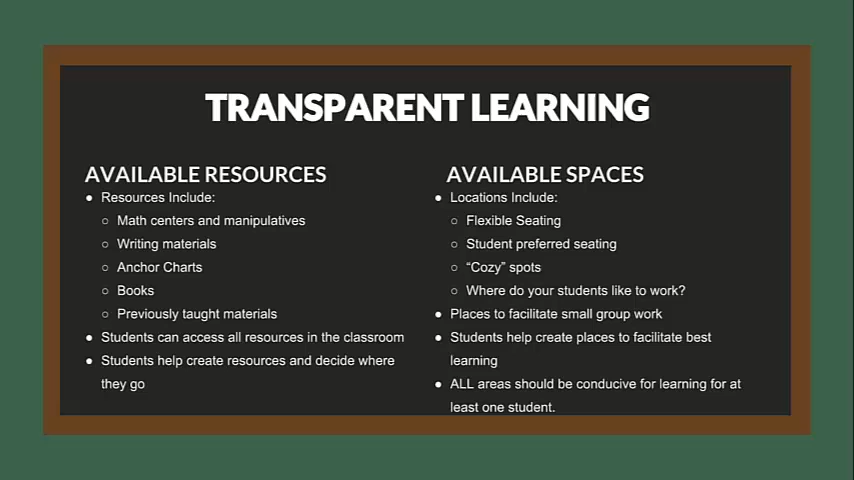 TRANSPARENT LEARNING
AVAILABLE RESOURCES
● Resources Include:
○ Math centers and manipulatives
○ Writing materials
○ Anchor Charts
○ Books
○ Previously taught materials
● Students can access all resources in the classroom
● Students help create resources and decide where
they go
AVAILABLE SPACES
● Locations Include:
○ Flexible Seating
○ Student preferred seating
○ “Cozy” spots
○ Where do your students like to work?
● Places to facilitate small group work
● Students help create places to facilitate best
learning
● ALL areas should be conducive for learning for at
least one student.